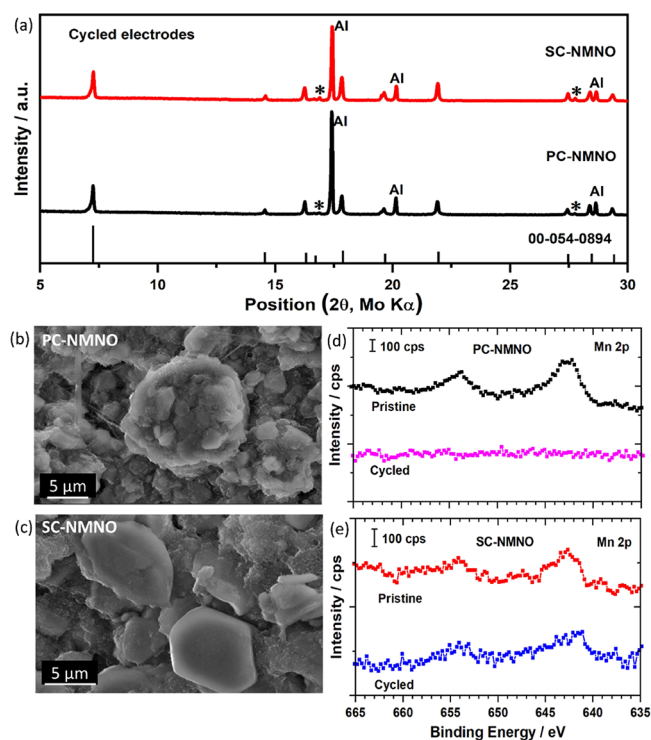 (a)
Cycled electrodes
Al
SC-NMNO
*
Al
*
Al
Al
PC-NMNO
*
Al
*
Al
00-054-0894
Intensity / a.u.
5 10 15 20 25 30
Position (2θ, Mo Kα)
(b)
PC-NMNO
5 μm
(c)
SC-NMNO
5 μm
(d)
100 cps
PC-NMNO
Mn 2p
Pristine
Cycled
Intensity / cps
(e)
100 cps
SC-NMNO
Mn 2p
Pristine
Cycled
Intensity / cps
665 660 655 650 645 640 635
Binding Energy / eV